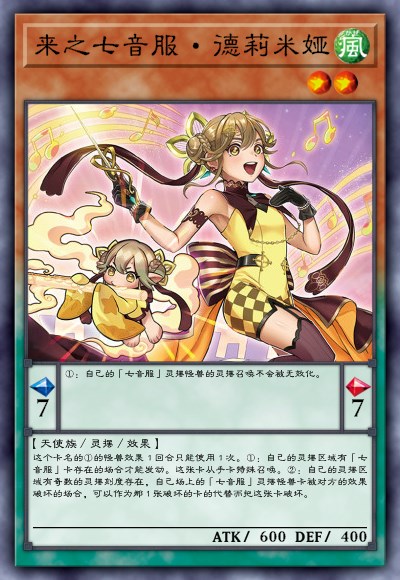 来之七音服・德莉米娅
①：自己的「七音服」灵摆怪兽的灵摆召唤不会被无效化。
7
7
【天使族／灵摆／效果】
这个卡名的①的怪兽效果1回合只能使用1次。①：自己的灵摆区域有「七
音服」卡存在的场合才能发动。这张卡从手卡特殊召唤。②：自己的灵摆区
域有奇数的灵摆刻度存在，自己场上的「七音服」灵摆怪兽卡被对方的效果
破坏的场合，可以作为那1张破坏的卡的代替而把这张卡破坏。
ATK/ 600 DEF/ 400